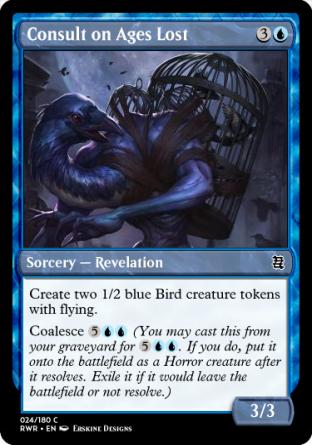 Consult on Ages Lost 3
Sorcery — Revelation
Create two 1/2 blue Bird creature tokens
with flying.
Coalesce 5 (You may cast this from
your graveyard for 5. If you do, put it
onto the battlefield as a Horror creature after
it resolves. Exile it if it would leave the
battlefield or not resolve.)
3/3
024/180 C
RWR • EN Erskine Designs